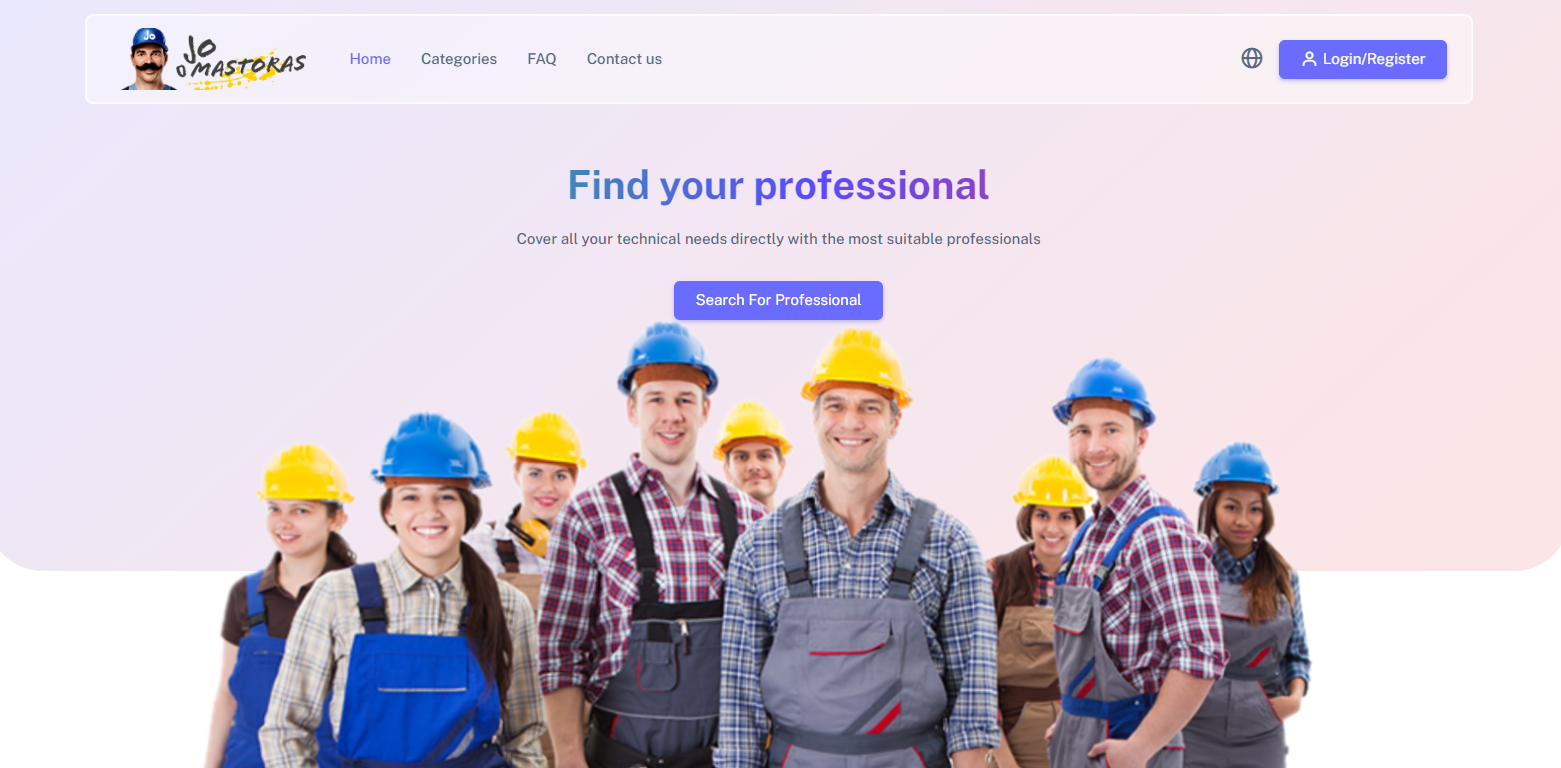 Jo
JO
O MASTORAS
Home
Categories
FAQ
Contact us
Login/Register
Find your professional
Cover all your technical needs directly with the most suitable professionals
Search For Professional